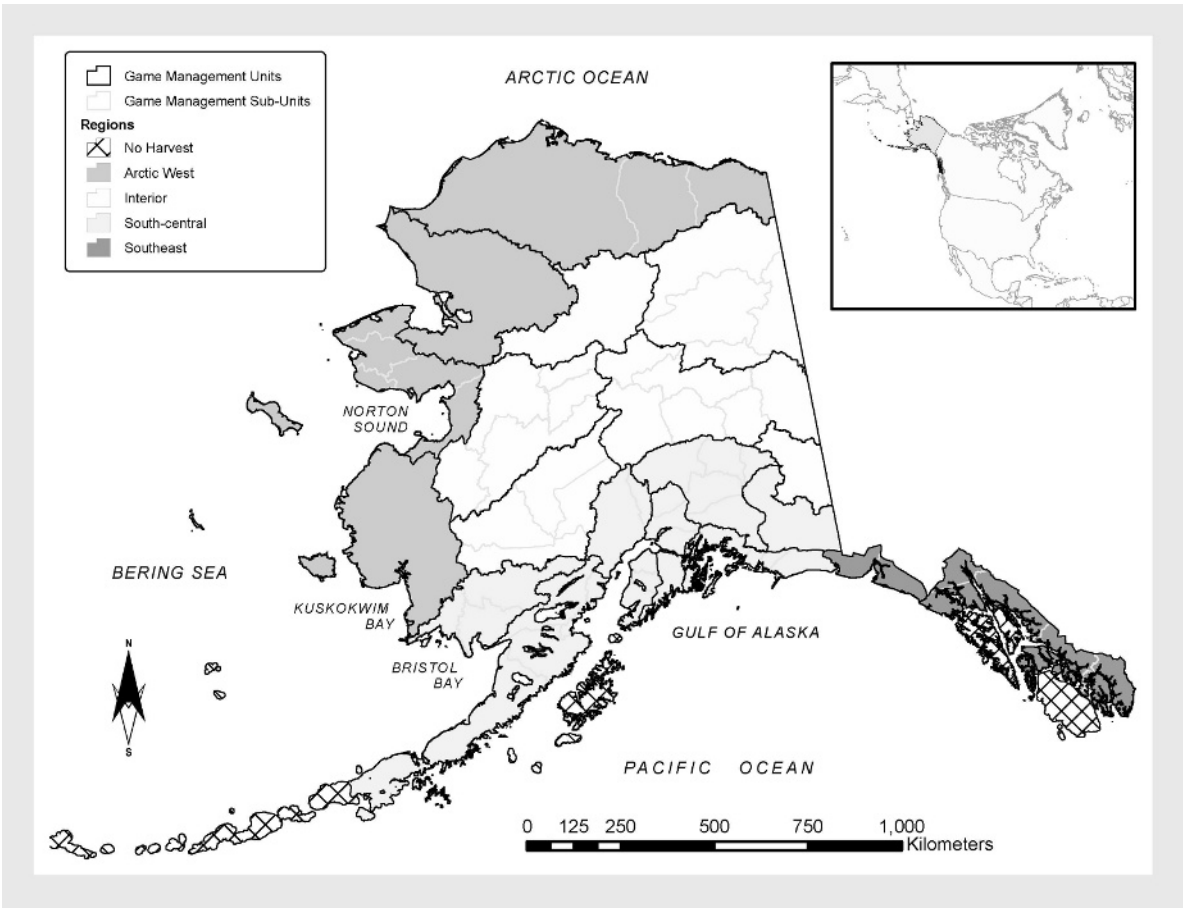 Game Management Units
Game Management Sub-Units
Regions
No Harvest
Arctic West
Interior
South-central
Southeast
ARCTIC OCEAN
NORTON
SOUND
BERING SEA
KUSKOKWIM
BAY
BRISTOL
BAY
GULF OF ALASKA
PACIFIC OCEAN
N
S
0 125 250 500 750 1,000
Kilometers